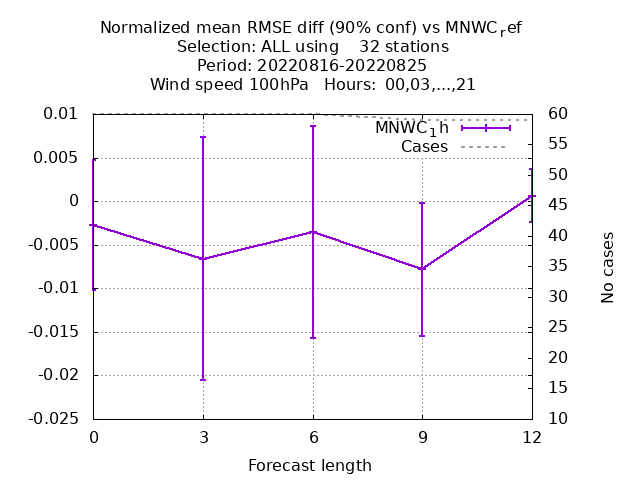 Normalized mean RMSE diff (90% conf) vs MNWC_ref
Selection: ALL using    32 stations
Period: 20220816-20220825
Wind speed 100hPa   Hours: 00,03,...,21
0.01
0.005
0
-0.005
-0.01
-0.015
-0.02
-0.025
MNWC_1h
Cases
60
55
50
45
40
35
30
25
20
15
10
No cases
0 3 6 9 12
Forecast length